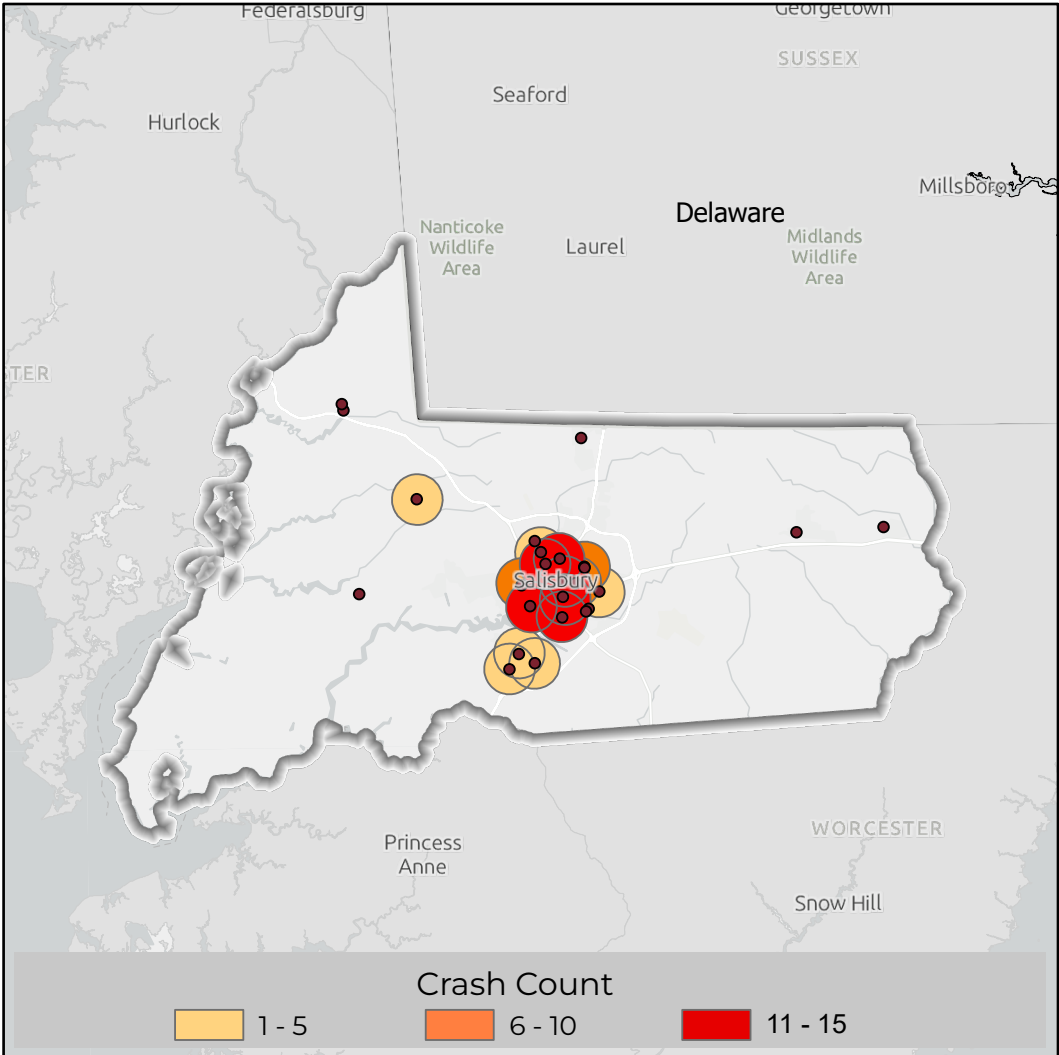 Federalsburg
Georgetown
SUSSEX
Seaford
Hurlock
Millsboro
Delaware
Nanticoke
Wildlife
Area
Laurel
Midlands
Wildlife
Area
TER
Salisbury
WORCESTER
Princess
Anne
Snow Hill
Crash Count
1 - 5
6 - 10
11 - 15